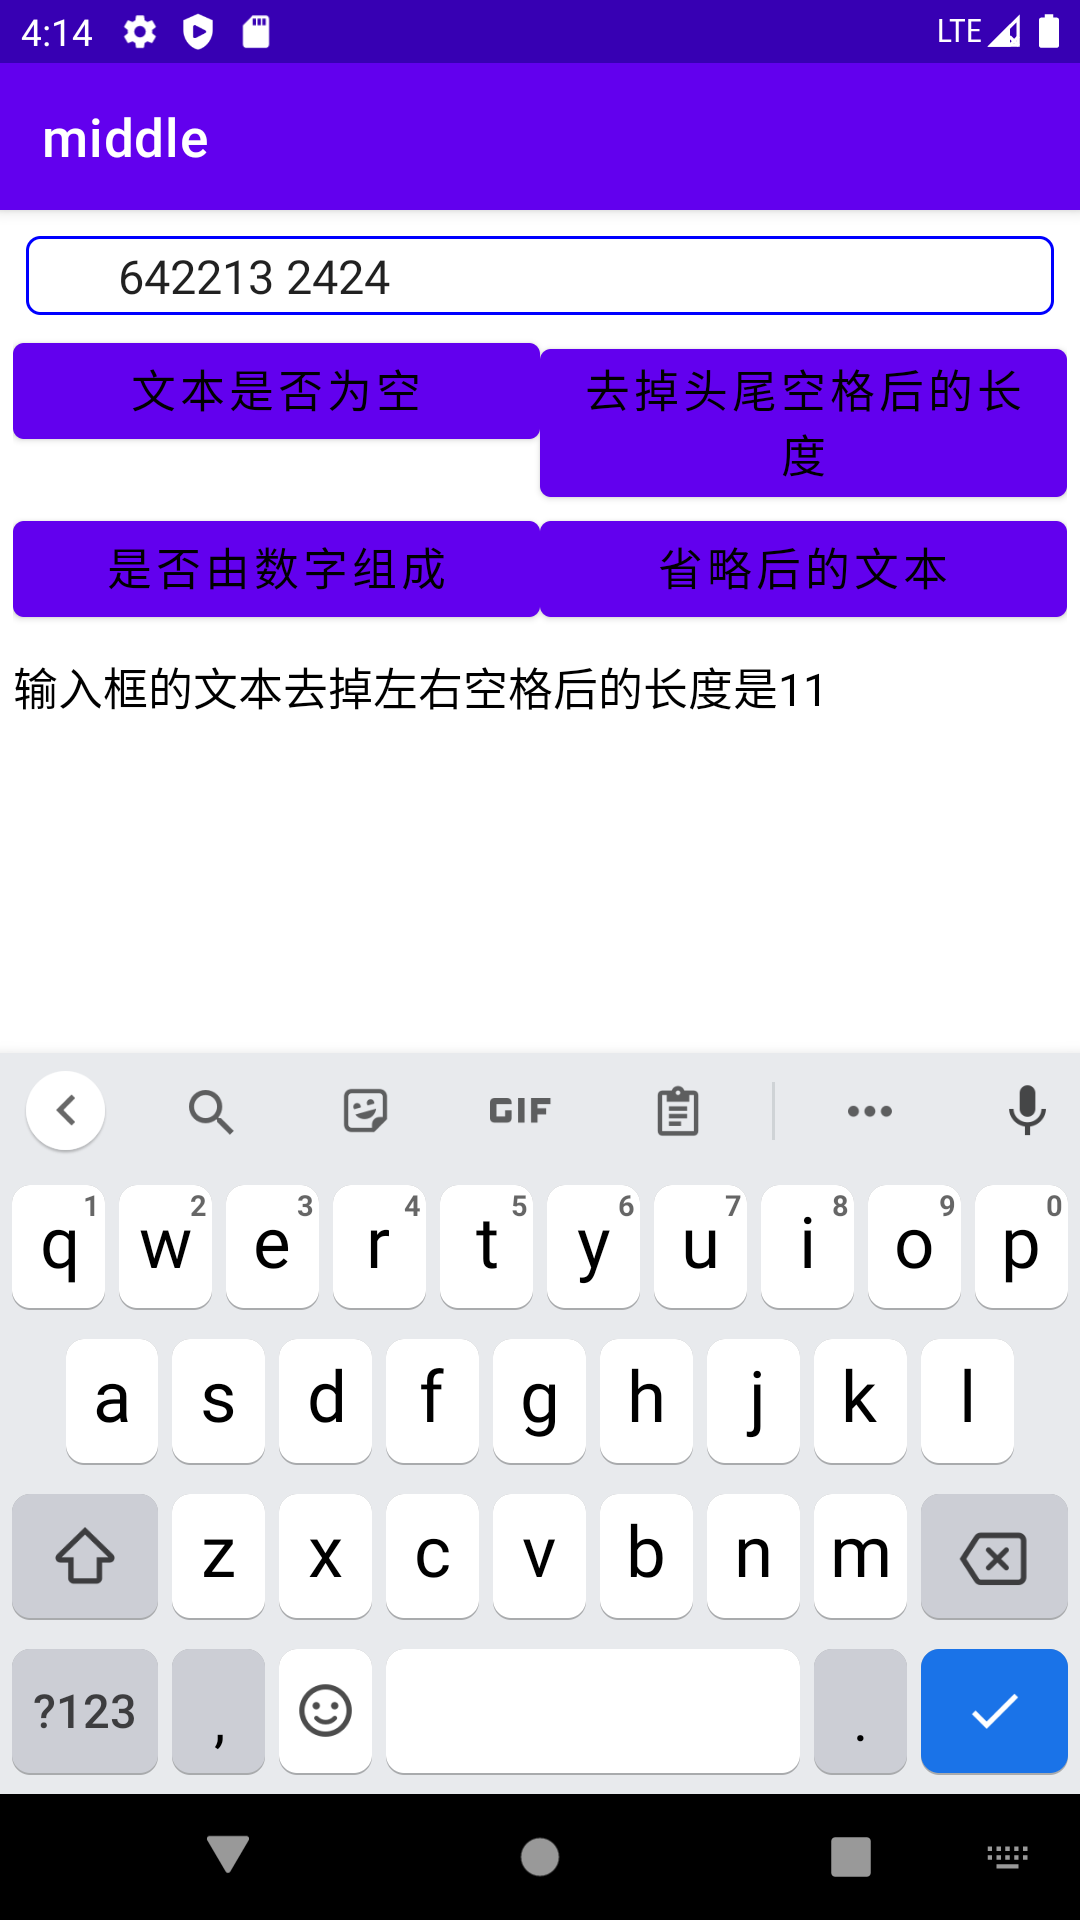 4:14 LTE
middle
642213 2424
文本是否为空
去掉头尾空格后的长
度
是否由数字组成
省略后的文本
输入框的文本去掉左右空格后的长度是11
GIF
1 2 3 4 5 6 7 8 9 0
q w e r t y u i o p
a s d f g h j k l
z x c v b n m
?123 , .